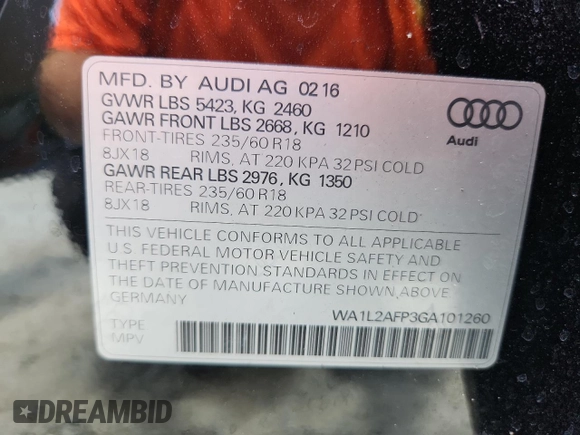 MFD. BY AUDI AG 02 16
GVWR LBS 5423, KG 2460
GAWR FRONT LBS 2668, KG 1210
FRONT-TIRES 235/60 R18
8JX18 RIMS, AT 220 KPA 32 PSI COLD
GAWR REAR LBS 2976, KG 1350
REAR-TIRES 235/60 R18
8JX18 RIMS, AT 220 KPA 32 PSI COLD
Audi
THIS VEHICLE CONFORMS TO ALL APPLICABLE
U.S. FEDERAL MOTOR VEHICLE SAFETY AND
THEFT PREVENTION STANDARDS IN EFFECT ON
THE DATE OF MANUFACTURE SHOWN,ABOVE
GERMANY
WA1L2AFP3GA101260
TYPE
MPV
DREAMBID